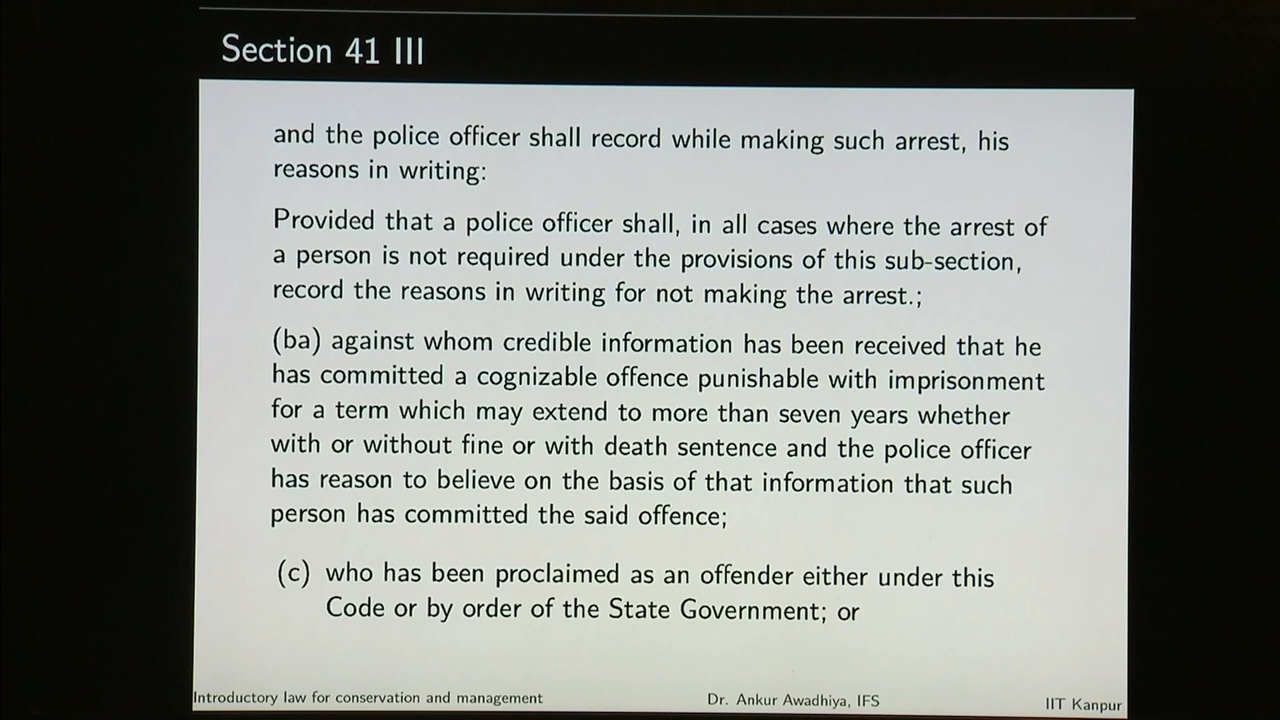 Section 41 III
and the police officer shall record while making such arrest, his
reasons in writing:
Provided that a police officer shall, in all cases where the arrest of
a person is not required under the provisions of this sub-section,
record the reasons in writing for not making the arrest.;
(ba) against whom credible information has been received that he
has committed a cognizable offence punishable with imprisonment
for a term which may extend to more than seven years whether
with or without fine or with death sentence and the police officer
has reason to believe on the basis of that information that such
person has committed the said offence;
(c) who has been proclaimed as an offender either under this
Code or by order of the State Government; or
Introductory law for conservation and management Dr. Ankur Awadhiya, IFS IIT Kanpur